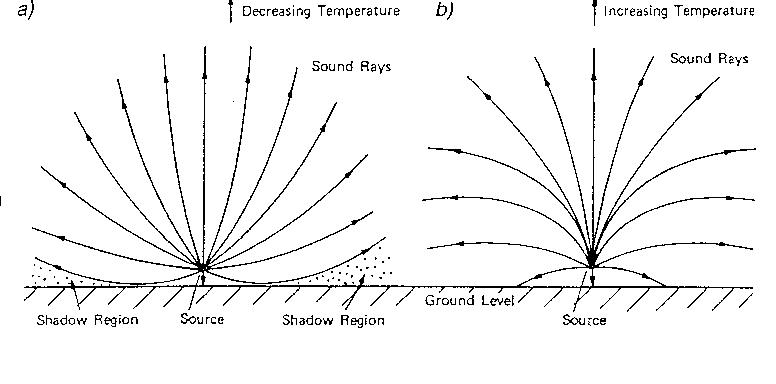 a)
Decreasing Temperature
Sound Rays
Shadow Region
Source
Shadow Region
b)
Increasing Temperature
Sound Rays
Ground Level
Source